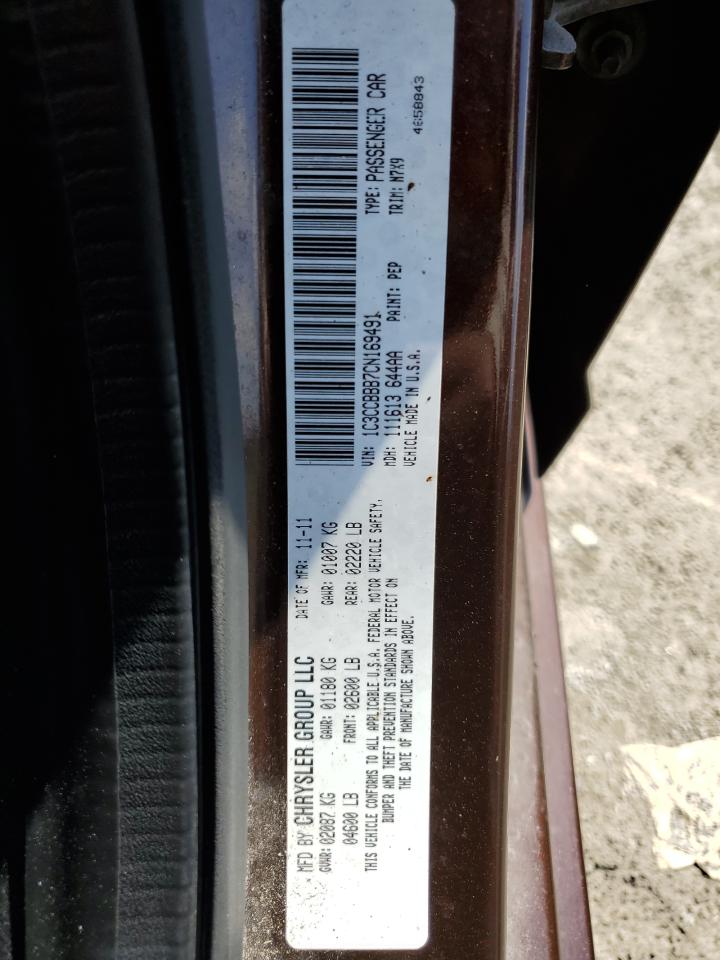 MFD BY CHRYSLER GROUP LLC
DATE OF MFR: 11-11
GVWR: 02087 KG
GAWR: 01180 KG
GAWR: 01007 KG
04600 LB
FRONT: 02600 LB
REAR: 02220 LB
THIS VEHICLE CONFORMS TO ALL APPLICABLE U.S.A. FEDERAL MOTOR VEHICLE SAFETY,
BUMPER AND THEFT PREVENTION STANDARDS IN EFFECT ON
THE DATE OF MANUFACTURE SHOWN ABOVE.
VIN: 1C3CCBBB7CN169491
TYPE: PASSENGER CAR
MDH: 111613 644AA
PAINT: PEP
TRIM: M7X9
VEHICLE MADE IN U.S.A.
4658843